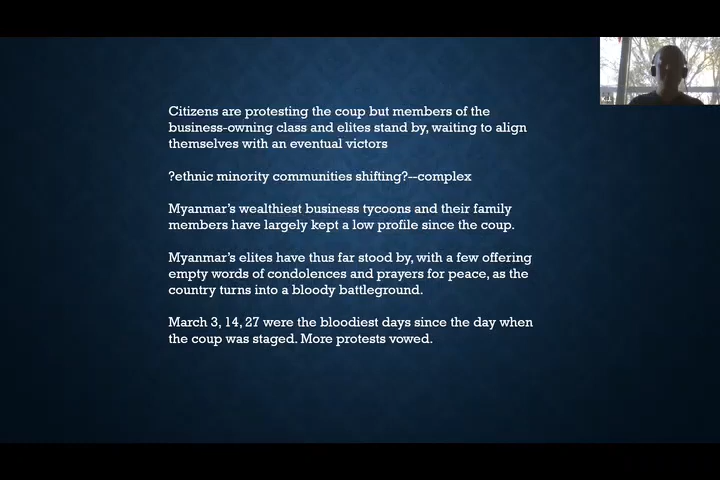 Citizens are protesting the coup but members of the
business-owning class and elites stand by, waiting to align
themselves with an eventual victors
?ethnic minority communities shifting?--complex
Myanmar's wealthiest business tycoons and their family
members have largely kept a low profile since the coup.
Myanmar's elites have thus far stood by, with a few offering
empty words of condolences and prayers for peace, as the
country turns into a bloody battleground.
March 3, 14, 27 were the bloodiest days since the day when
the coup was staged. More protests vowed.